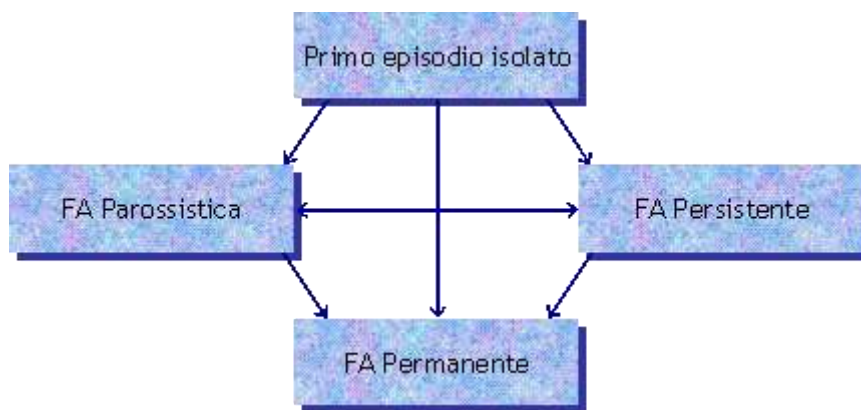 Primo episodio isolato
FA Parossistica
FA Persistente
FA Permanente